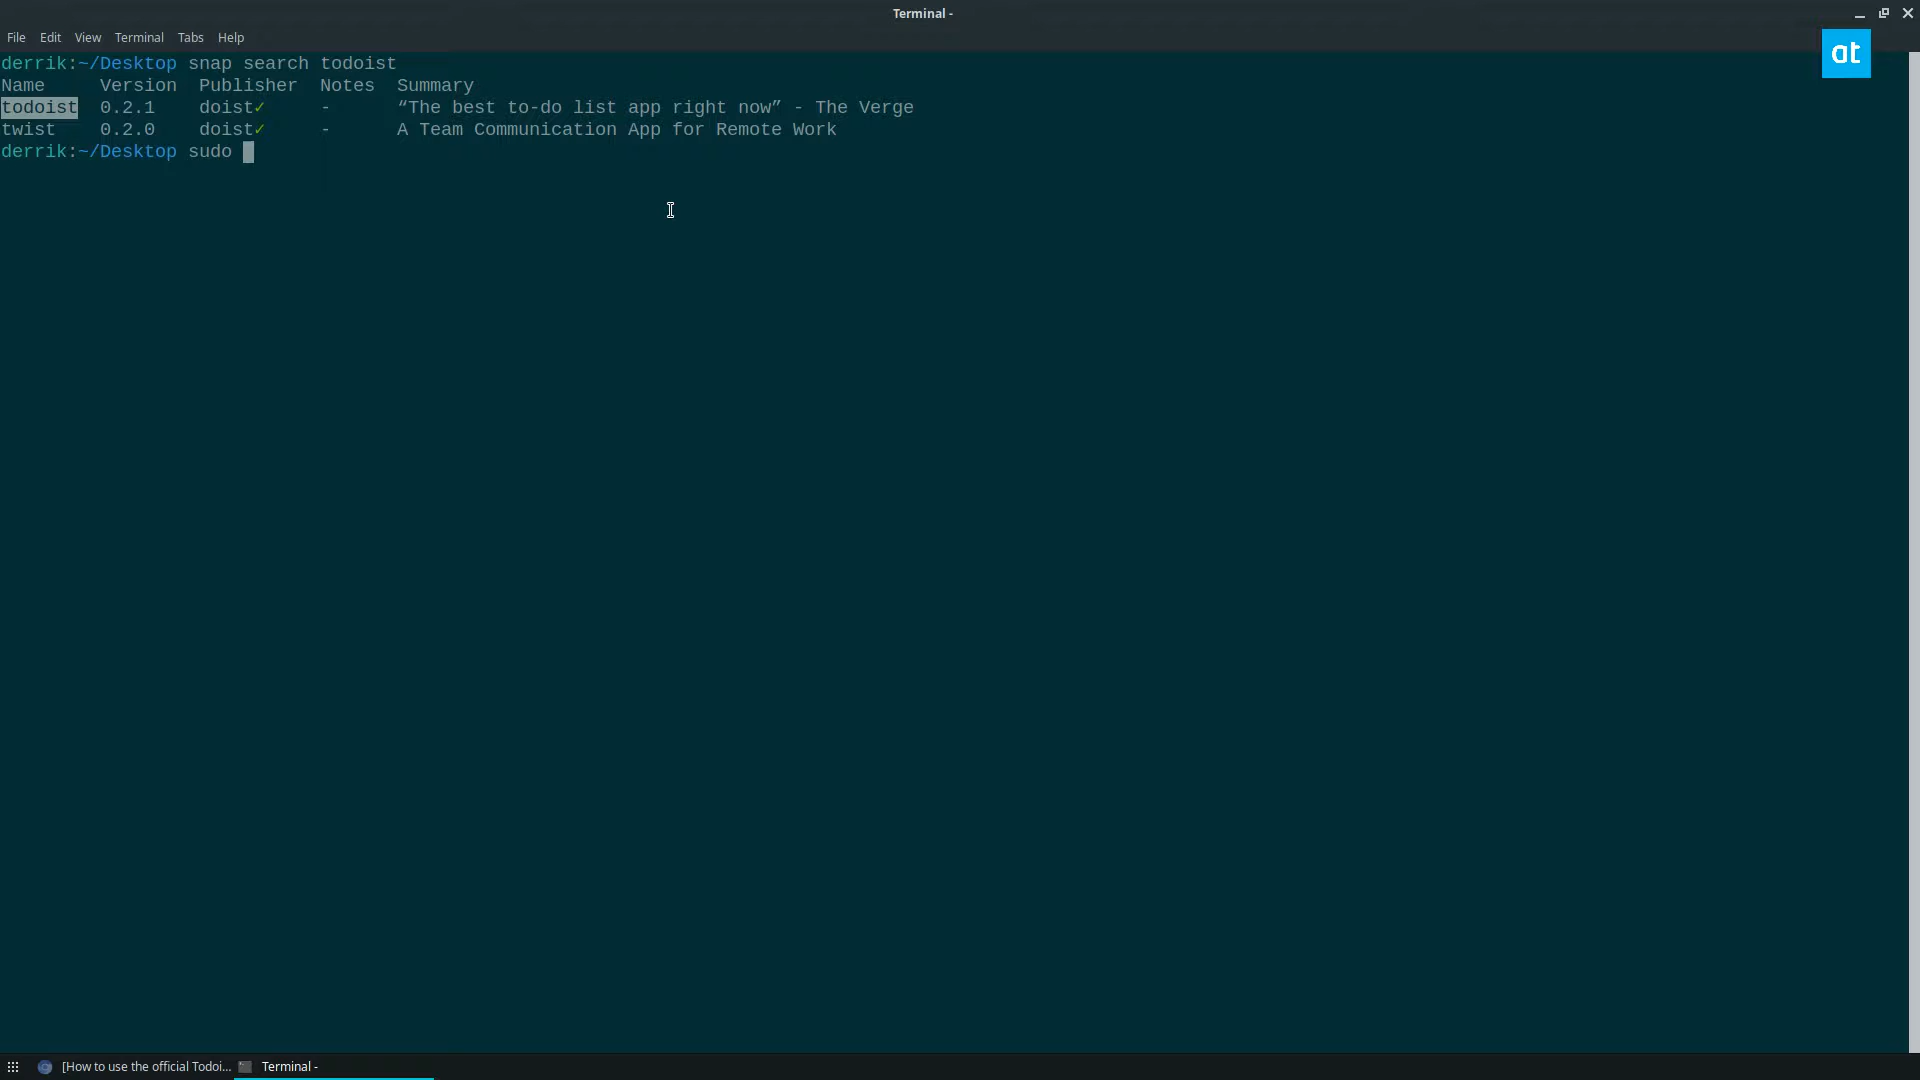 Terminal -
File Edit View Terminal Tabs Help
at
derrik:~/Desktop snap search todoist
Name Version Publisher Notes Summary
todoist 0.2.1 doist✓ - “The best to-do list app right now” - The Verge
twist 0.2.0 doist✓ - A Team Communication App for Remote Work
derrik:~/Desktop sudo
[How to use the official Todoi... Terminal -